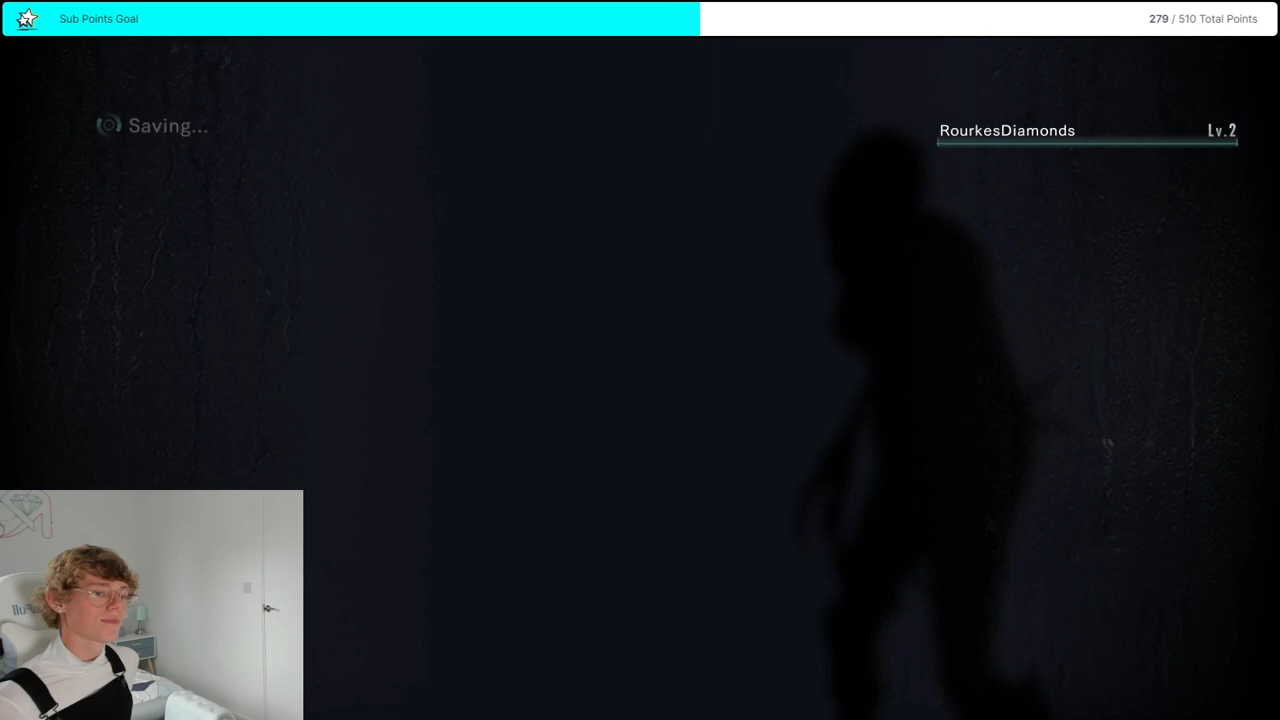 Sub Points Goal
279 / 510 Total Points
Saving...
RourkesDiamonds
Lv.2